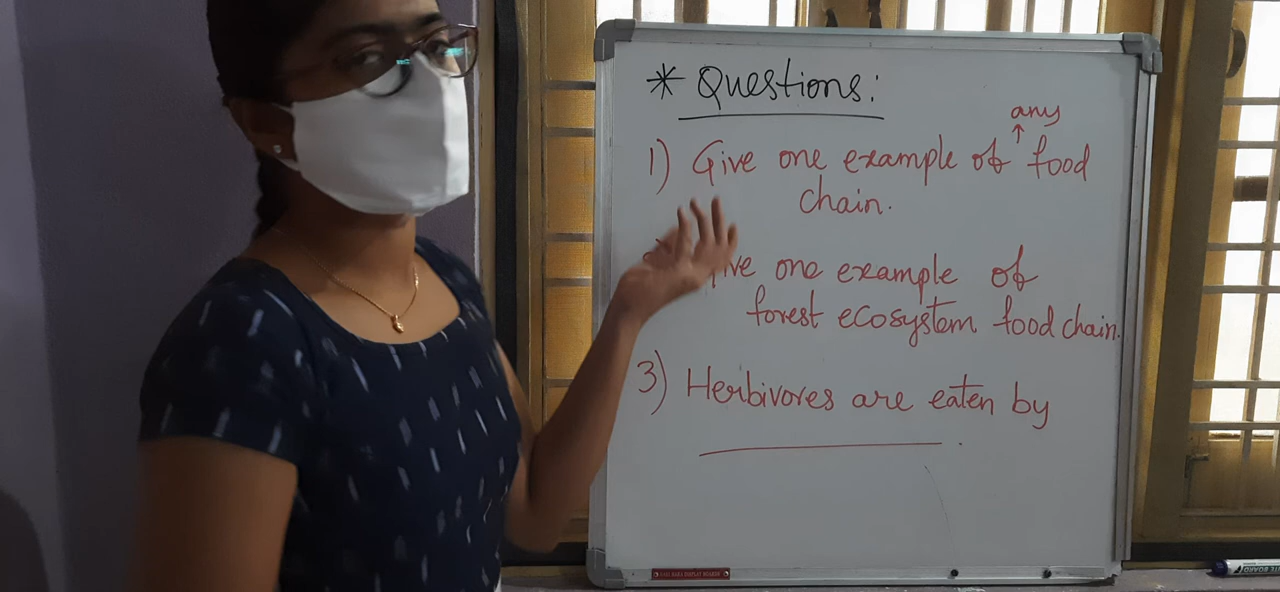 * Questions:
any
1) Give one example of ↑ food
chain.
one example of
forest ecosystem food chain.
3) Herbivores are eaten by
__________ .